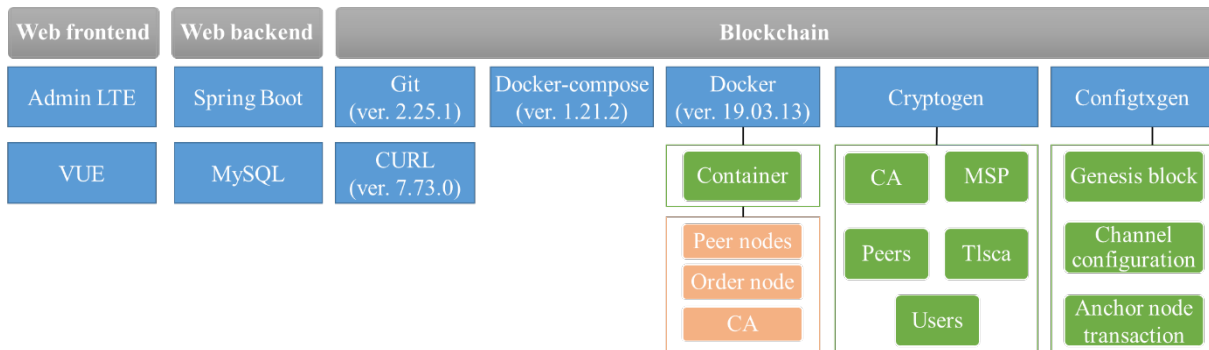 Web frontend
Web backend
Blockchain
Admin LTE
Spring Boot
Git
(ver. 2.25.1)
Docker-compose
(ver. 1.21.2)
Docker
(ver. 19.03.13)
Cryptogen
Configtxgen
VUE
MySQL
CURL
(ver. 7.73.0)
Container
Peer nodes
Order node
CA
CA
MSP
Peers
Tlsca
Users
Genesis block
Channel
configuration
Anchor node
transaction